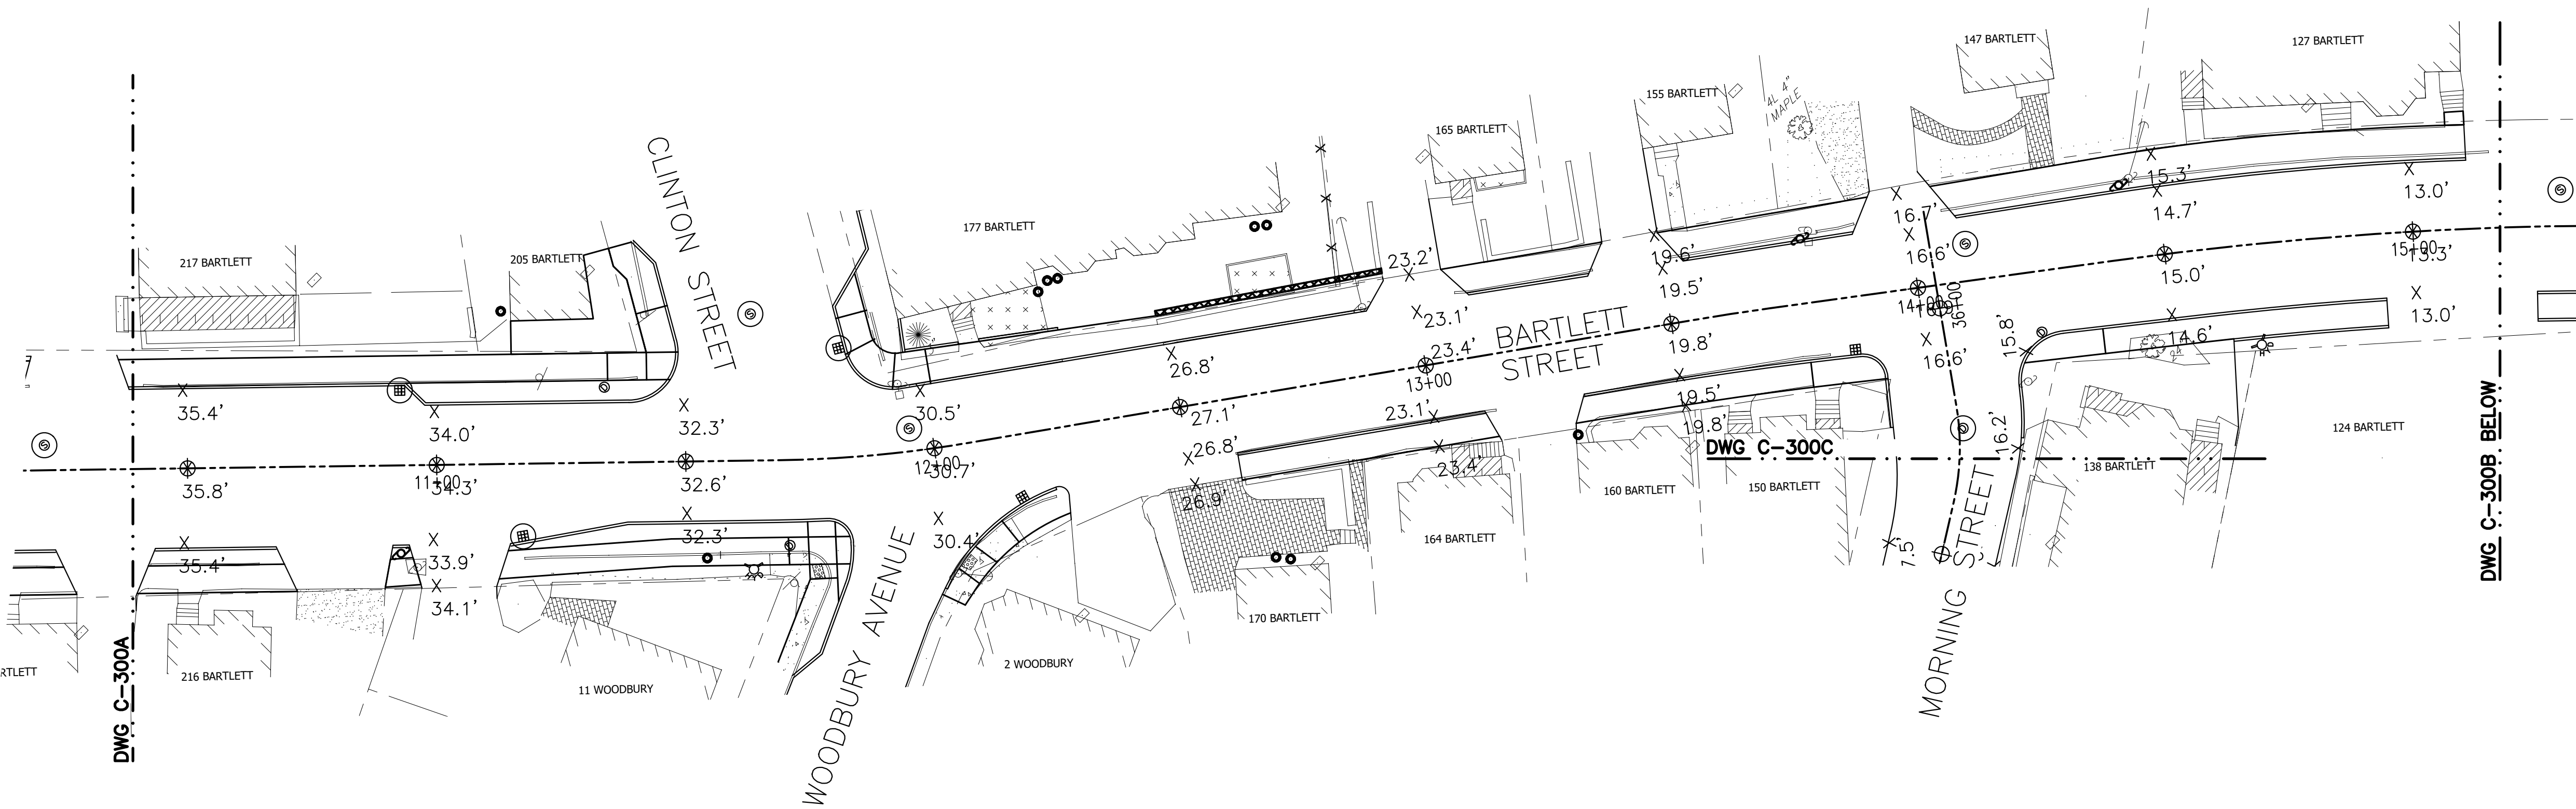 147 BARTLETT
127 BARTLETT
155 BARTLETT
4L 4"
MAPLE
165 BARTLETT
CLINTON STREET
177 BARTLETT
217 BARTLETT
205 BARTLETT
15.3'
14.7'
13.0'
16.7'
16.6'
15+00
13.3'
15.0'
23.2'
19.6'
19.5'
23.1'
23.4'
13+00
BARTLETT
STREET
19.8'
14+00
36+00
16.6'
15.8'
14.6'
13.0'
26.8'
27.1'
35.4'
34.0'
32.3'
30.5'
12+00
30.7'
35.8'
11+00
34.3'
32.6'
26.8'
26.9'
23.1'
23.4'
19.5'
19.8'
DWG C-300C
16.2'
24"
124 BARTLETT
138 BARTLETT
160 BARTLETT
150 BARTLETT
164 BARTLETT
170 BARTLETT
35.4'
33.9'
34.1'
32.3'
30.4'
216 BARTLETT
11 WOODBURY
2 WOODBURY
RTLETT
WOODBURY AVENUE
MORNING STREET
DWG C-300A
DWG C-300B BELOW